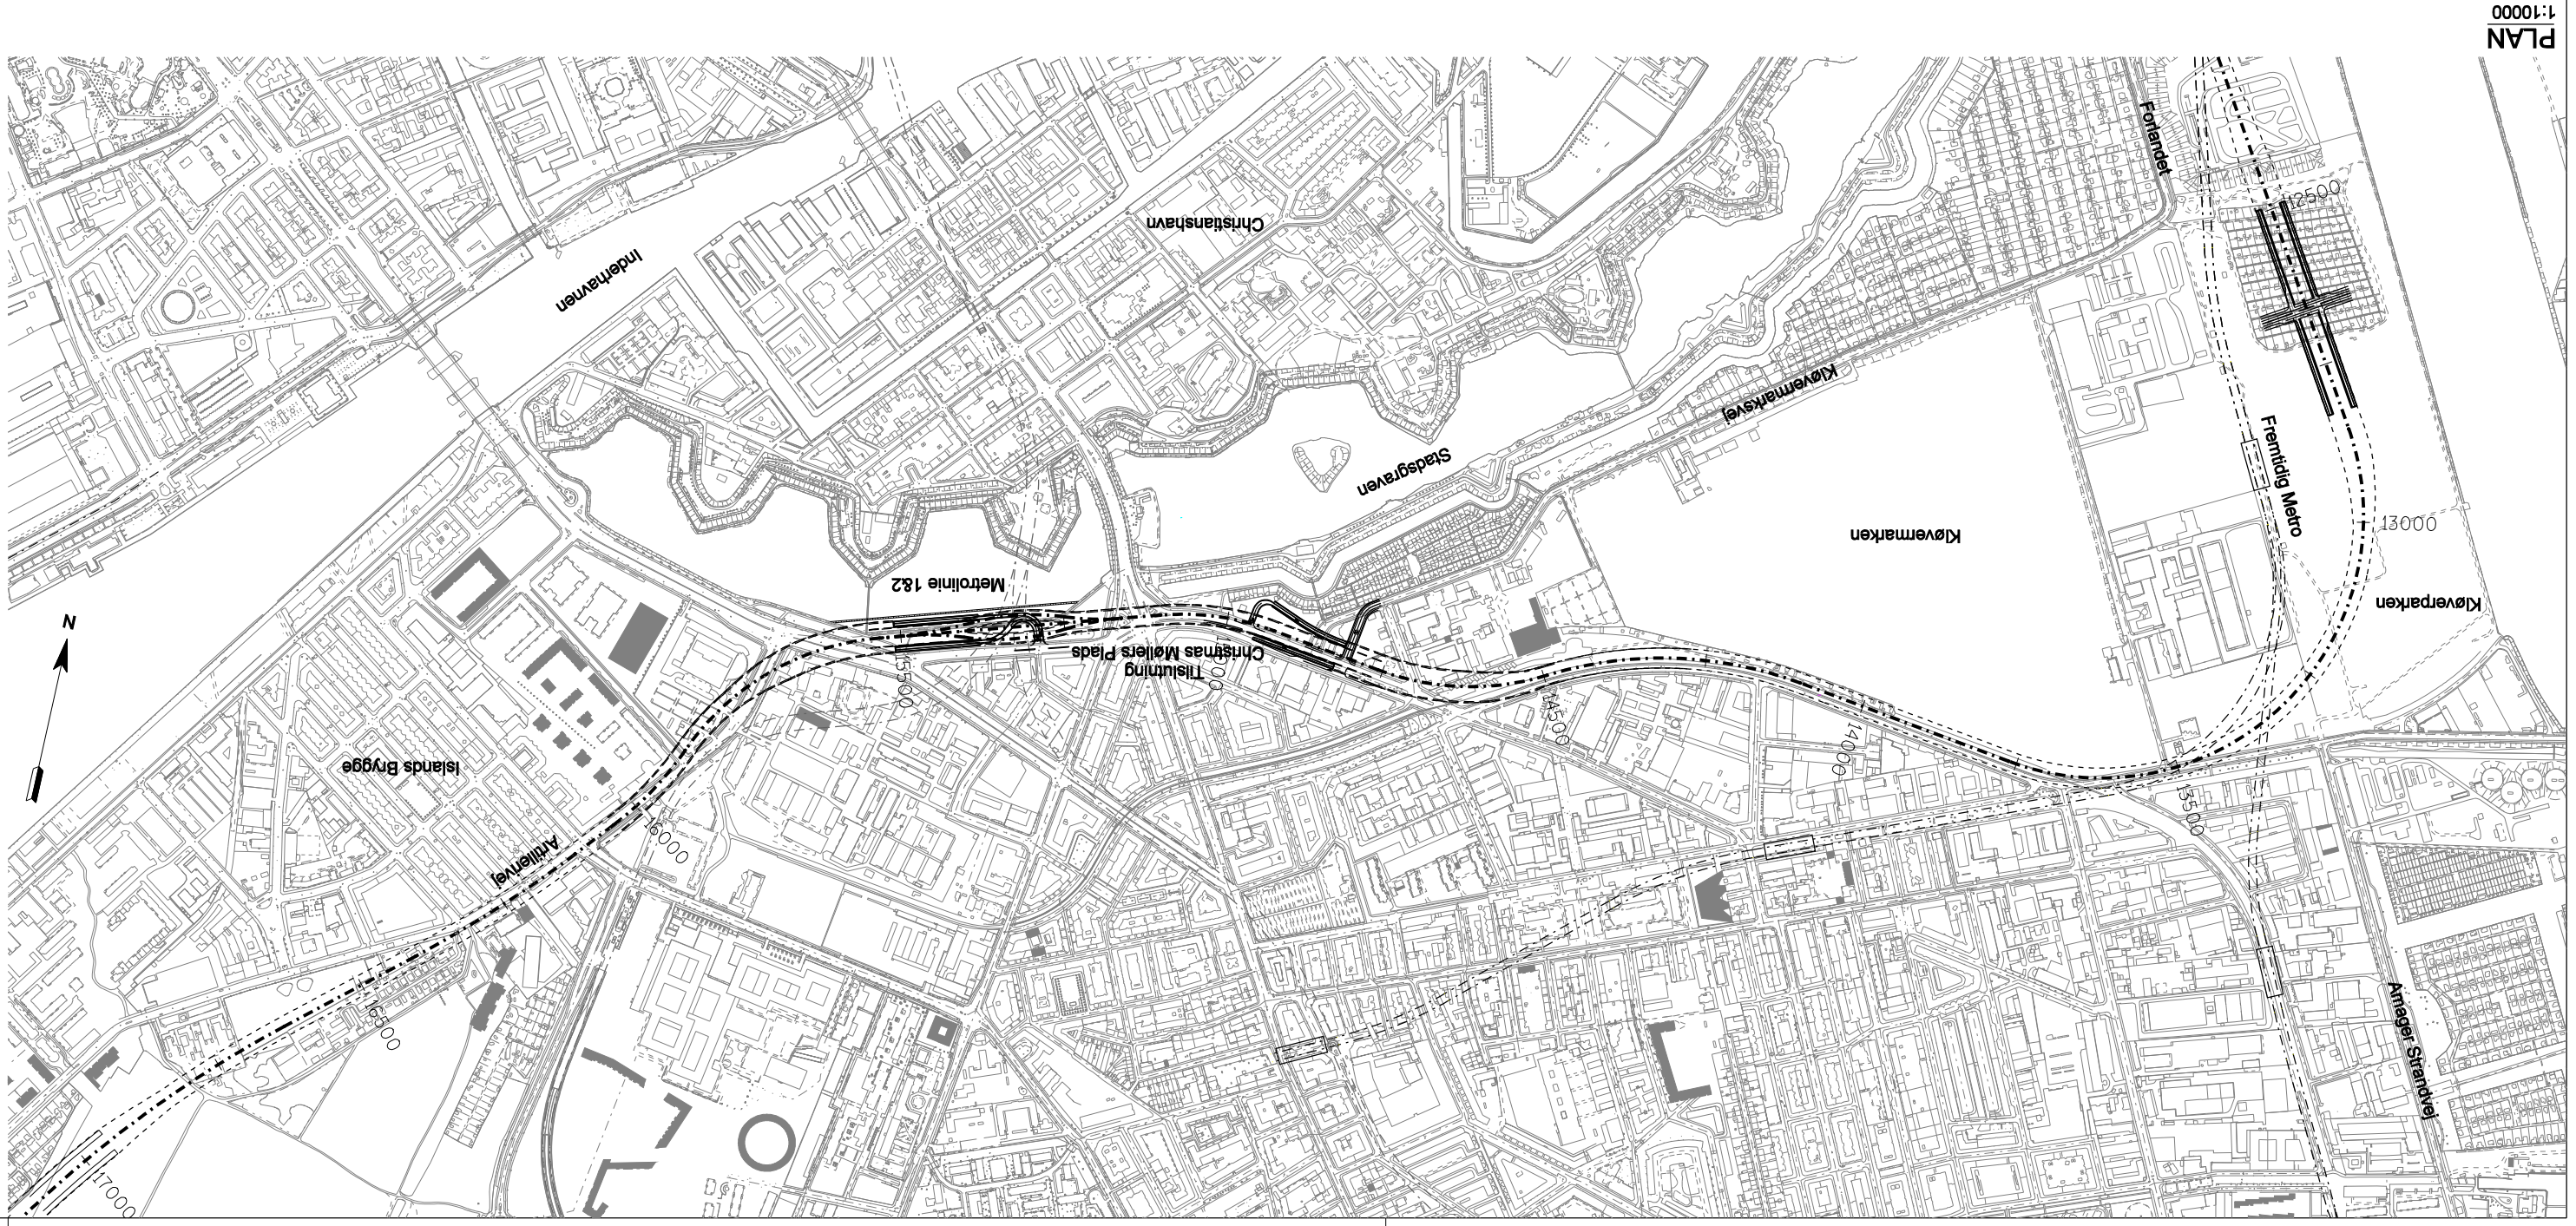 PLAN
1:10000
Forlandet
12500
Christianshavn
Inderhavnen
Kløvermarksvej
Stadsgraven
Fremtidig Metro
13000
Kløvermarken
Kløverparken
Metrolinie 1&2
N
Tilslutning
Christmas Møllers Plads
15500
14500
14000
13500
Islands Brygge
16000
Artillerivej
16500
Amager Strandvej
17000